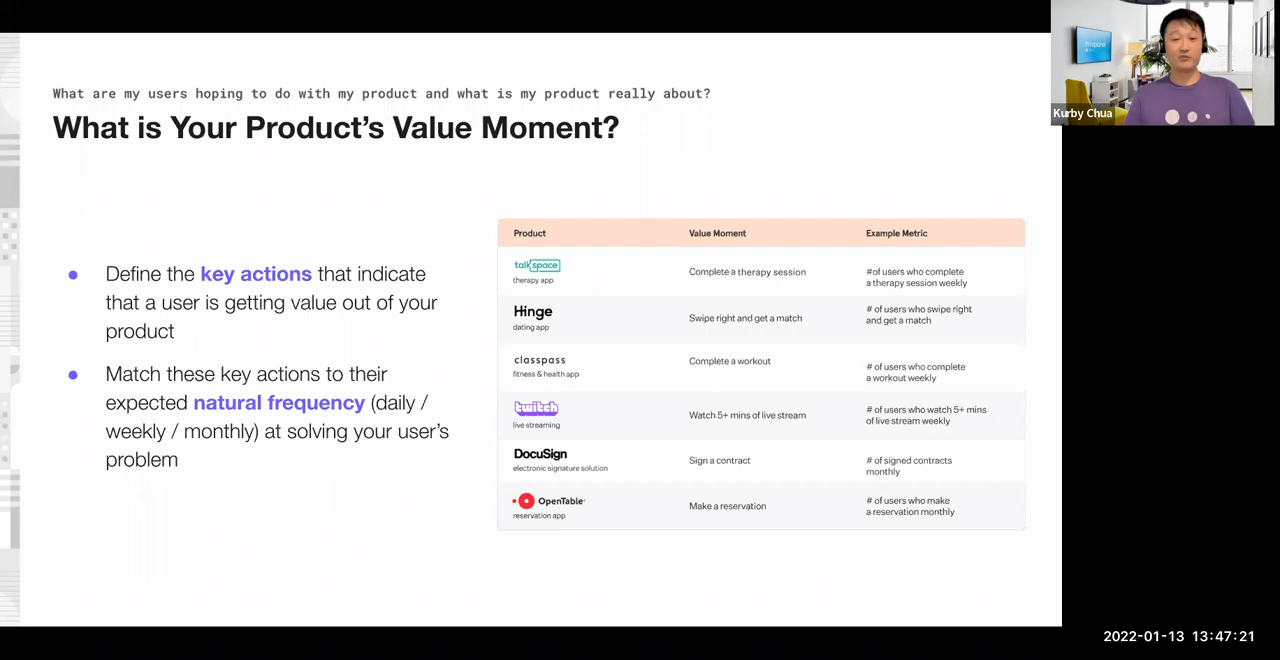 What are my users hoping to do with my product and what is my product really about?
What is Your Product's Value Moment?
Define the key actions that indicate
that a user is getting value out of your
product
Match these key actions to their
expected natural frequency (daily /
weekly / monthly) at solving your user's
problem
Product Value Moment Example Metric
talkspace
therapy app
Complete a therapy session
#of users who complete
a therapy session weekly
Hinge
dating app
Swipe right and get a match
# of users who swipe right
and get a match
classpass
fitness & health app
Complete a workout
# of users who complete
a workout weekly
twitch
live streaming
Watch 5+ mins of live stream
# of users who watch 5+ mins
of live stream weekly
DocuSign
electronic signature solution
Sign a contract
# of signed contracts
monthly
OpenTable
reservation app
Make a reservation
# of users who make
a reservation monthly
Kurby Chua
2022-01-13 13:47:21